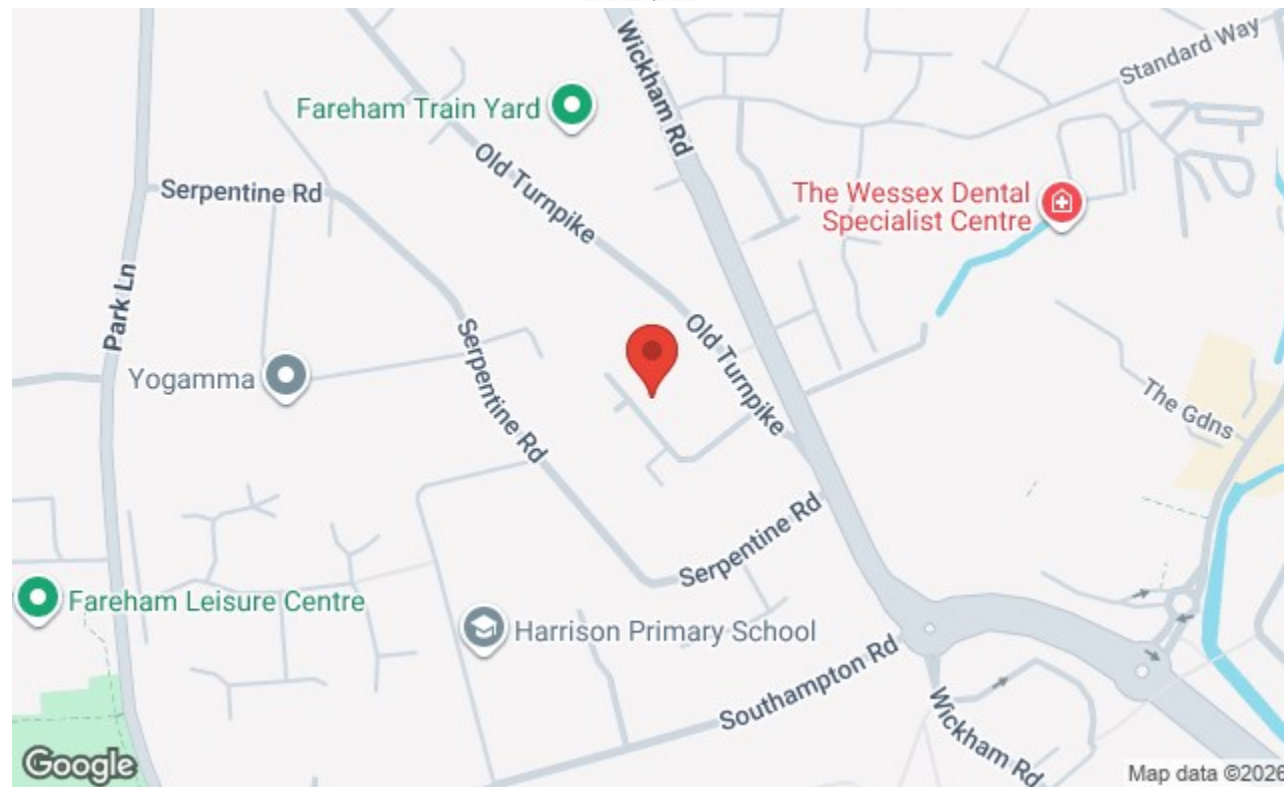 Wickham Rd
Standard Way
Fareham Train Yard
Old Turnpike
Serpentine Rd
The Wessex Dental
Specialist Centre
Park Ln
Serpentine Rd
Old Turnpike
Yogamma
The Gdns
Serpentine Rd
Fareham Leisure Centre
Harrison Primary School
Southampton Rd
Wickham Rd
Google
Map data ©2026